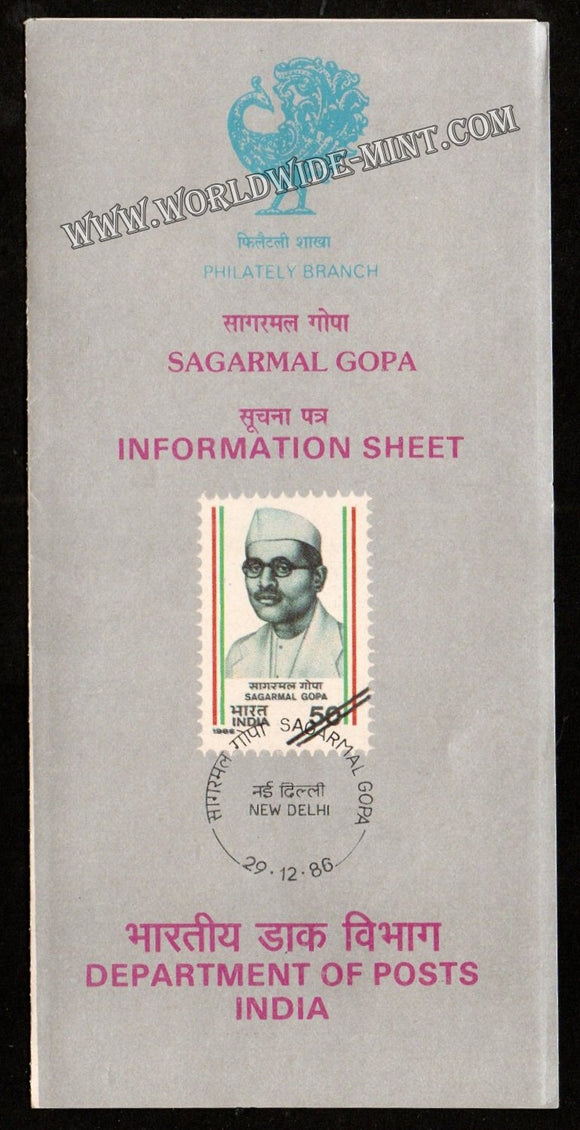 WWW.WORLDWIDE-MINT.COM
फिलैटली शाखा
PHILATELY BRANCH
सागरमल गोपा
SAGARMAL GOPA
सूचना पत्र
INFORMATION SHEET
सागरमल गोपा
SAGARMAL GOPA
भारत
INDIA
50
1986
सागरमल गोपा SAGARMAL GOPA
नई दिल्ली
NEW DELHI
29.12.86
भारतीय डाक विभाग
DEPARTMENT OF POSTS
INDIA